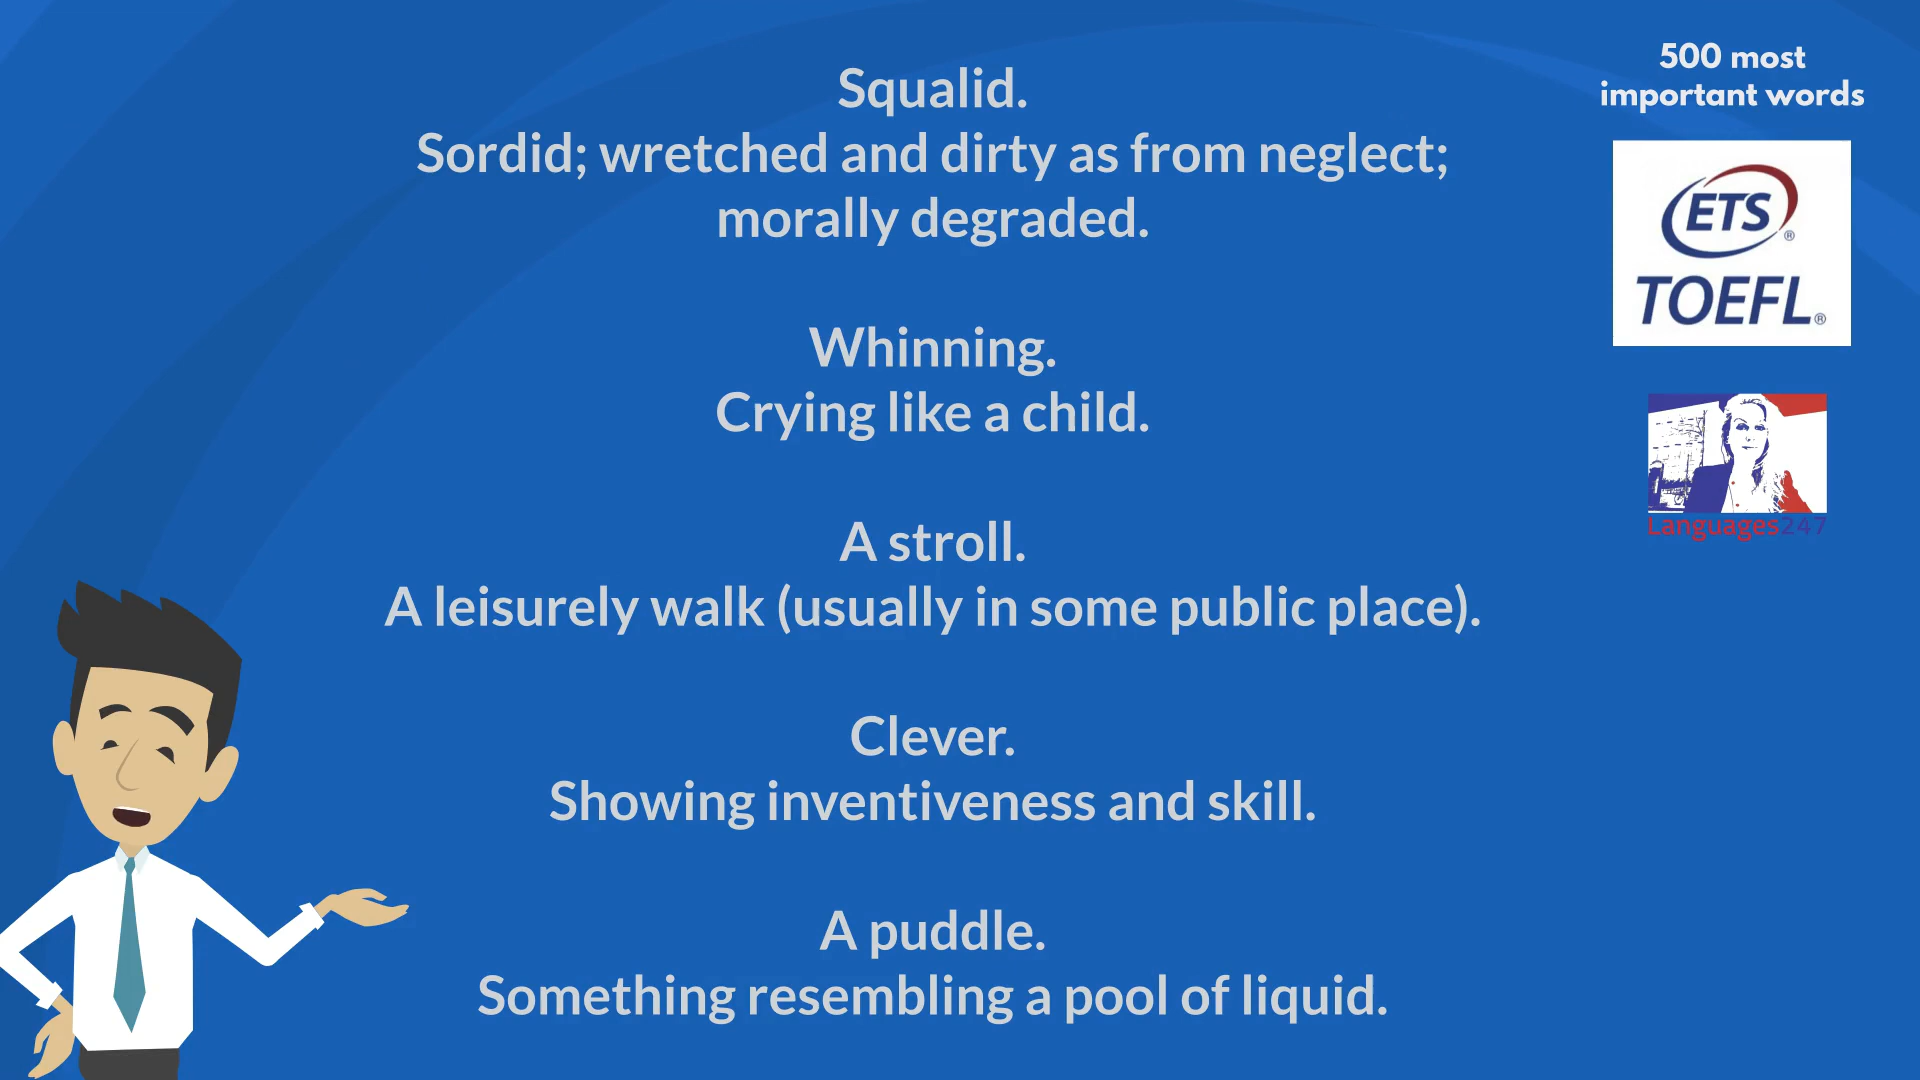 Squalid.
Sordid; wretched and dirty as from neglect;
morally degraded.
Whinning.
Crying like a child.
A stroll.
A leisurely walk (usually in some public place).
Clever.
Showing inventiveness and skill.
A puddle.
Something resembling a pool of liquid.
500 most
important words
ETS®
TOEFL®
Languages247